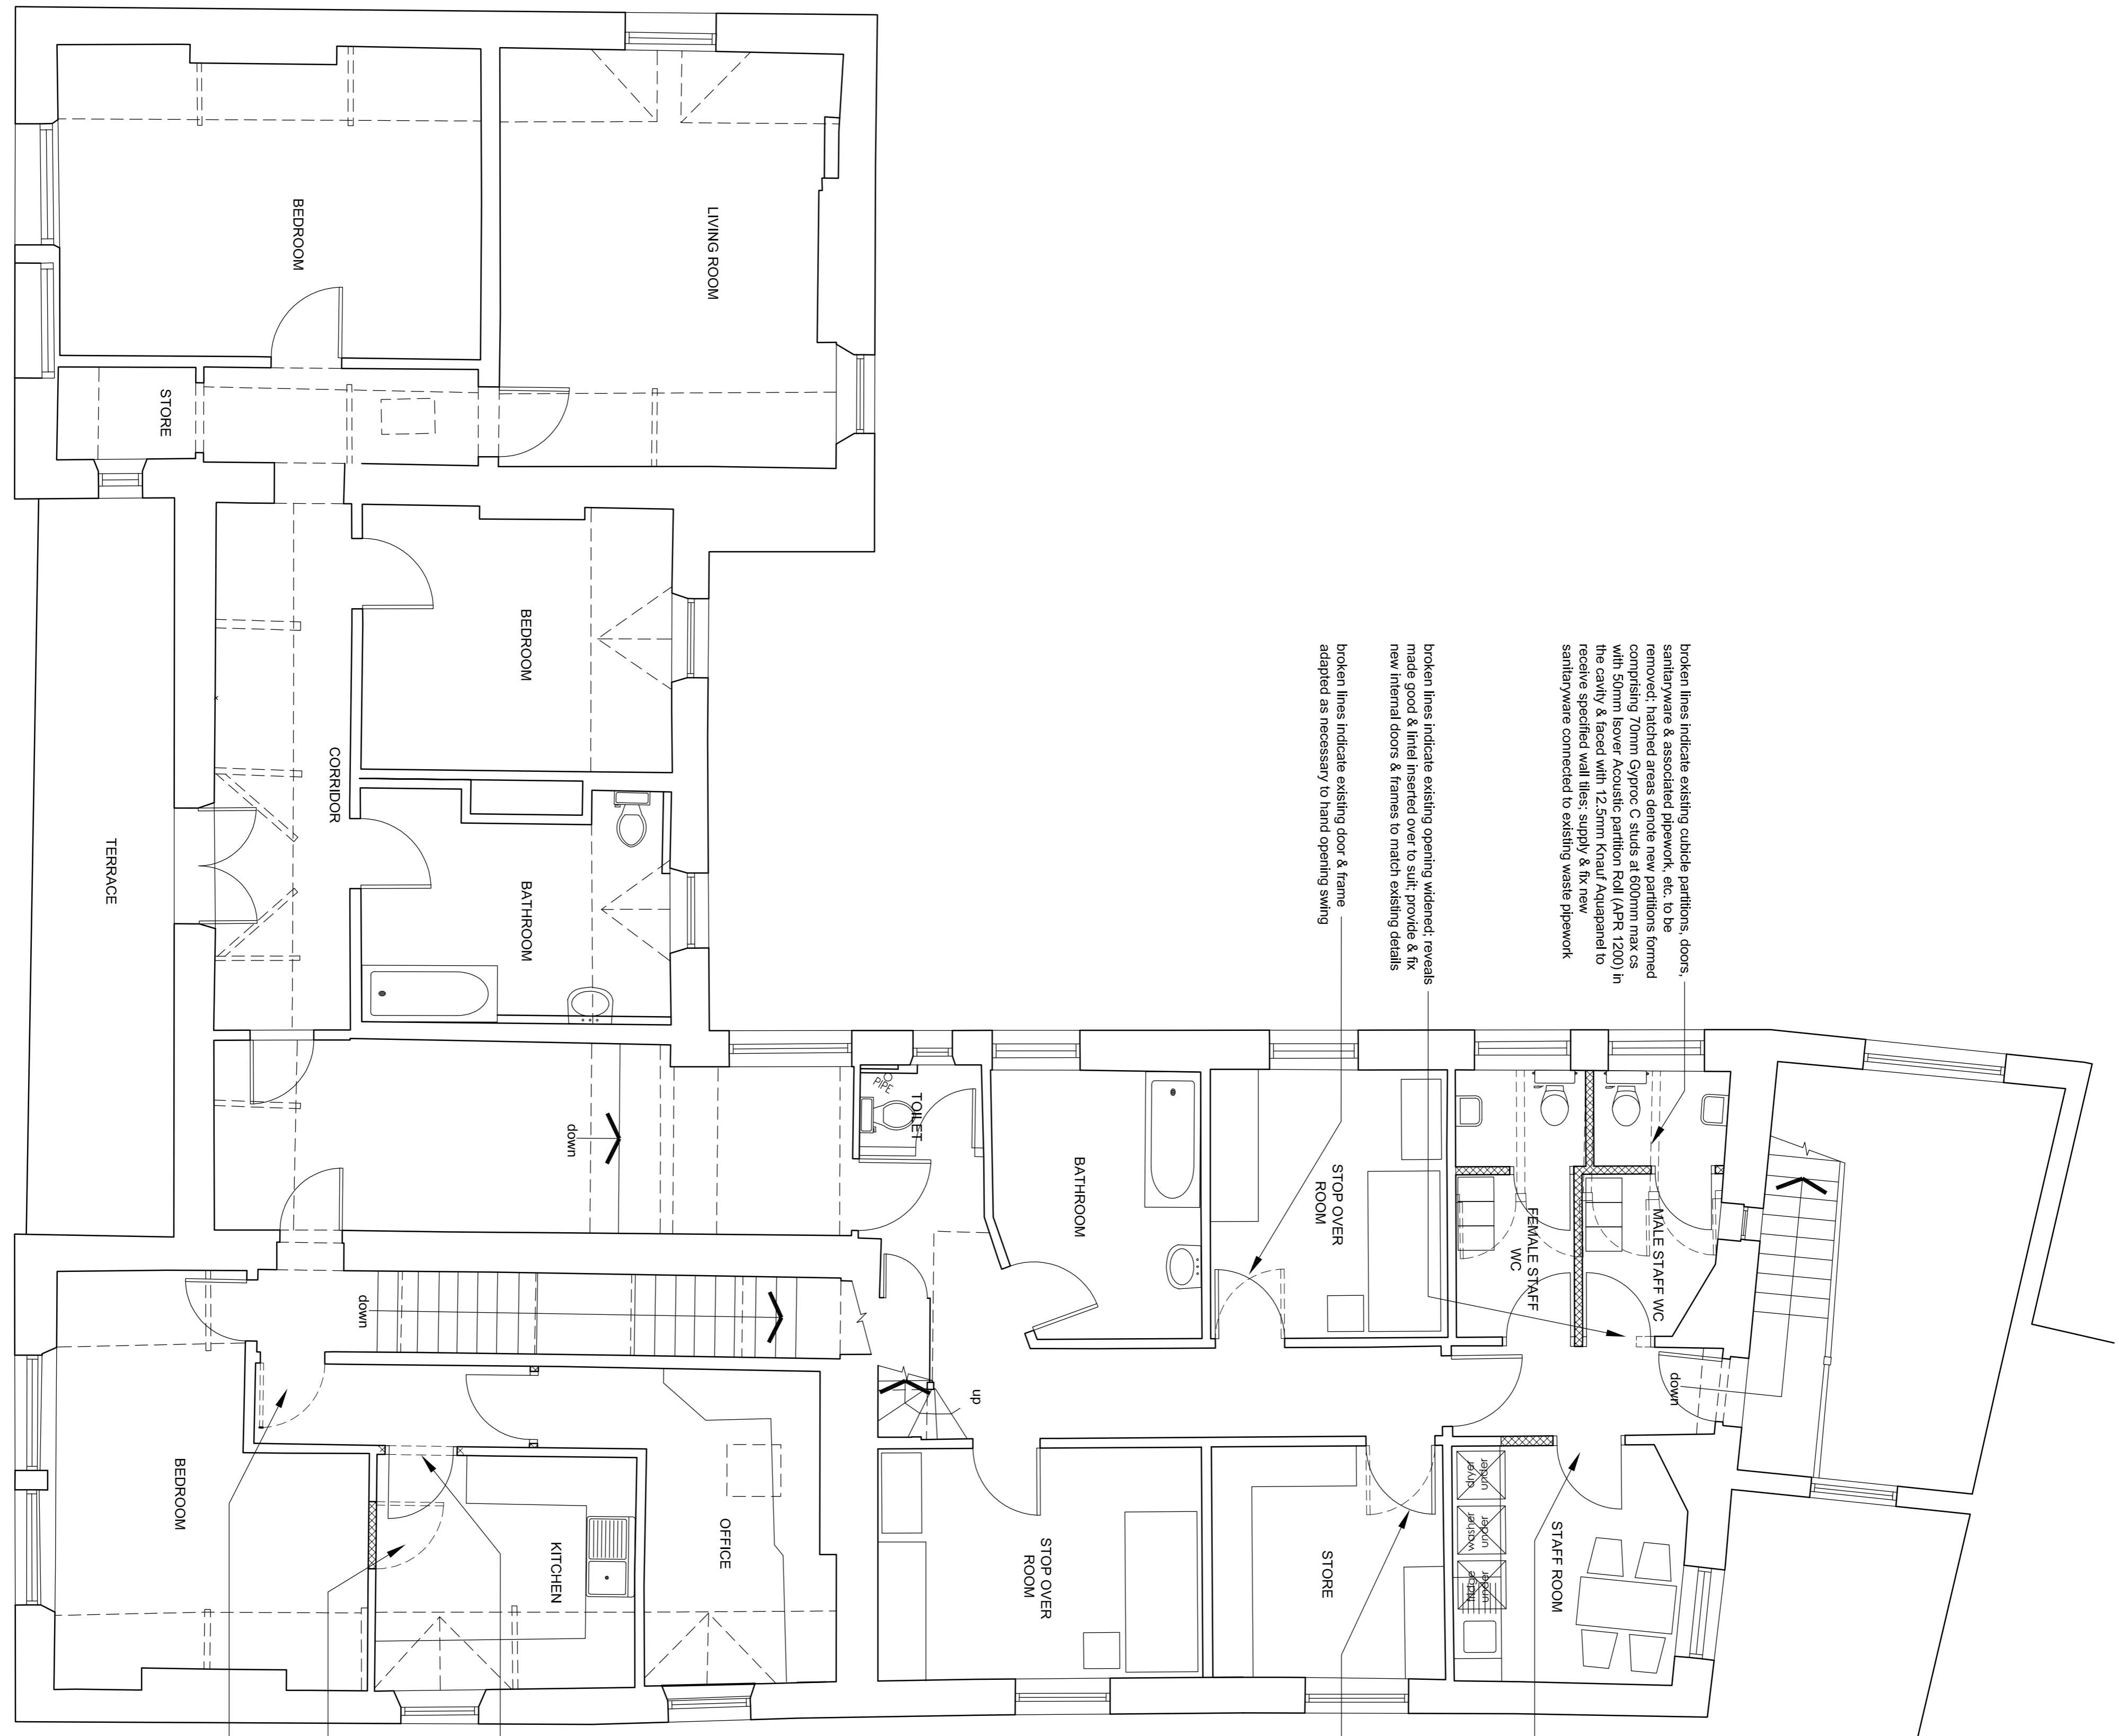 broken lines indicate existing cubicle partitions, doors,
sanitaryware & associated pipework, etc. to be
removed; hatched areas denote new partitions formed
comprising 70mm Gyproc C studs at 600mm max cs
with 50mm Isover Acoustic partition Roll (APR 1200) in
the cavity & faced with 12.5mm Knauf Aquapanel to
receive specified wall tiles; supply & fix new
sanitaryware connected to existing waste pipework
broken lines indicate existing opening widened; reveals
made good & lintel inserted over to suit; provide & fix
new internal doors & frames to match existing details
broken lines indicate existing door & frame
adapted as necessary to hand opening swing
LIVING ROOM
BEDROOM
STORE
BEDROOM
CORRIDOR
BATHROOM
TERRACE
down
PIPE
TOILET
BATHROOM
STOP OVER
ROOM
FEMALE STAFF
WC
MALE STAFF WC
down
down
up
BEDROOM
KITCHEN
OFFICE
STOP OVER
ROOM
STORE
STAFF ROOM
under
dryer
under
washer
under
fridge